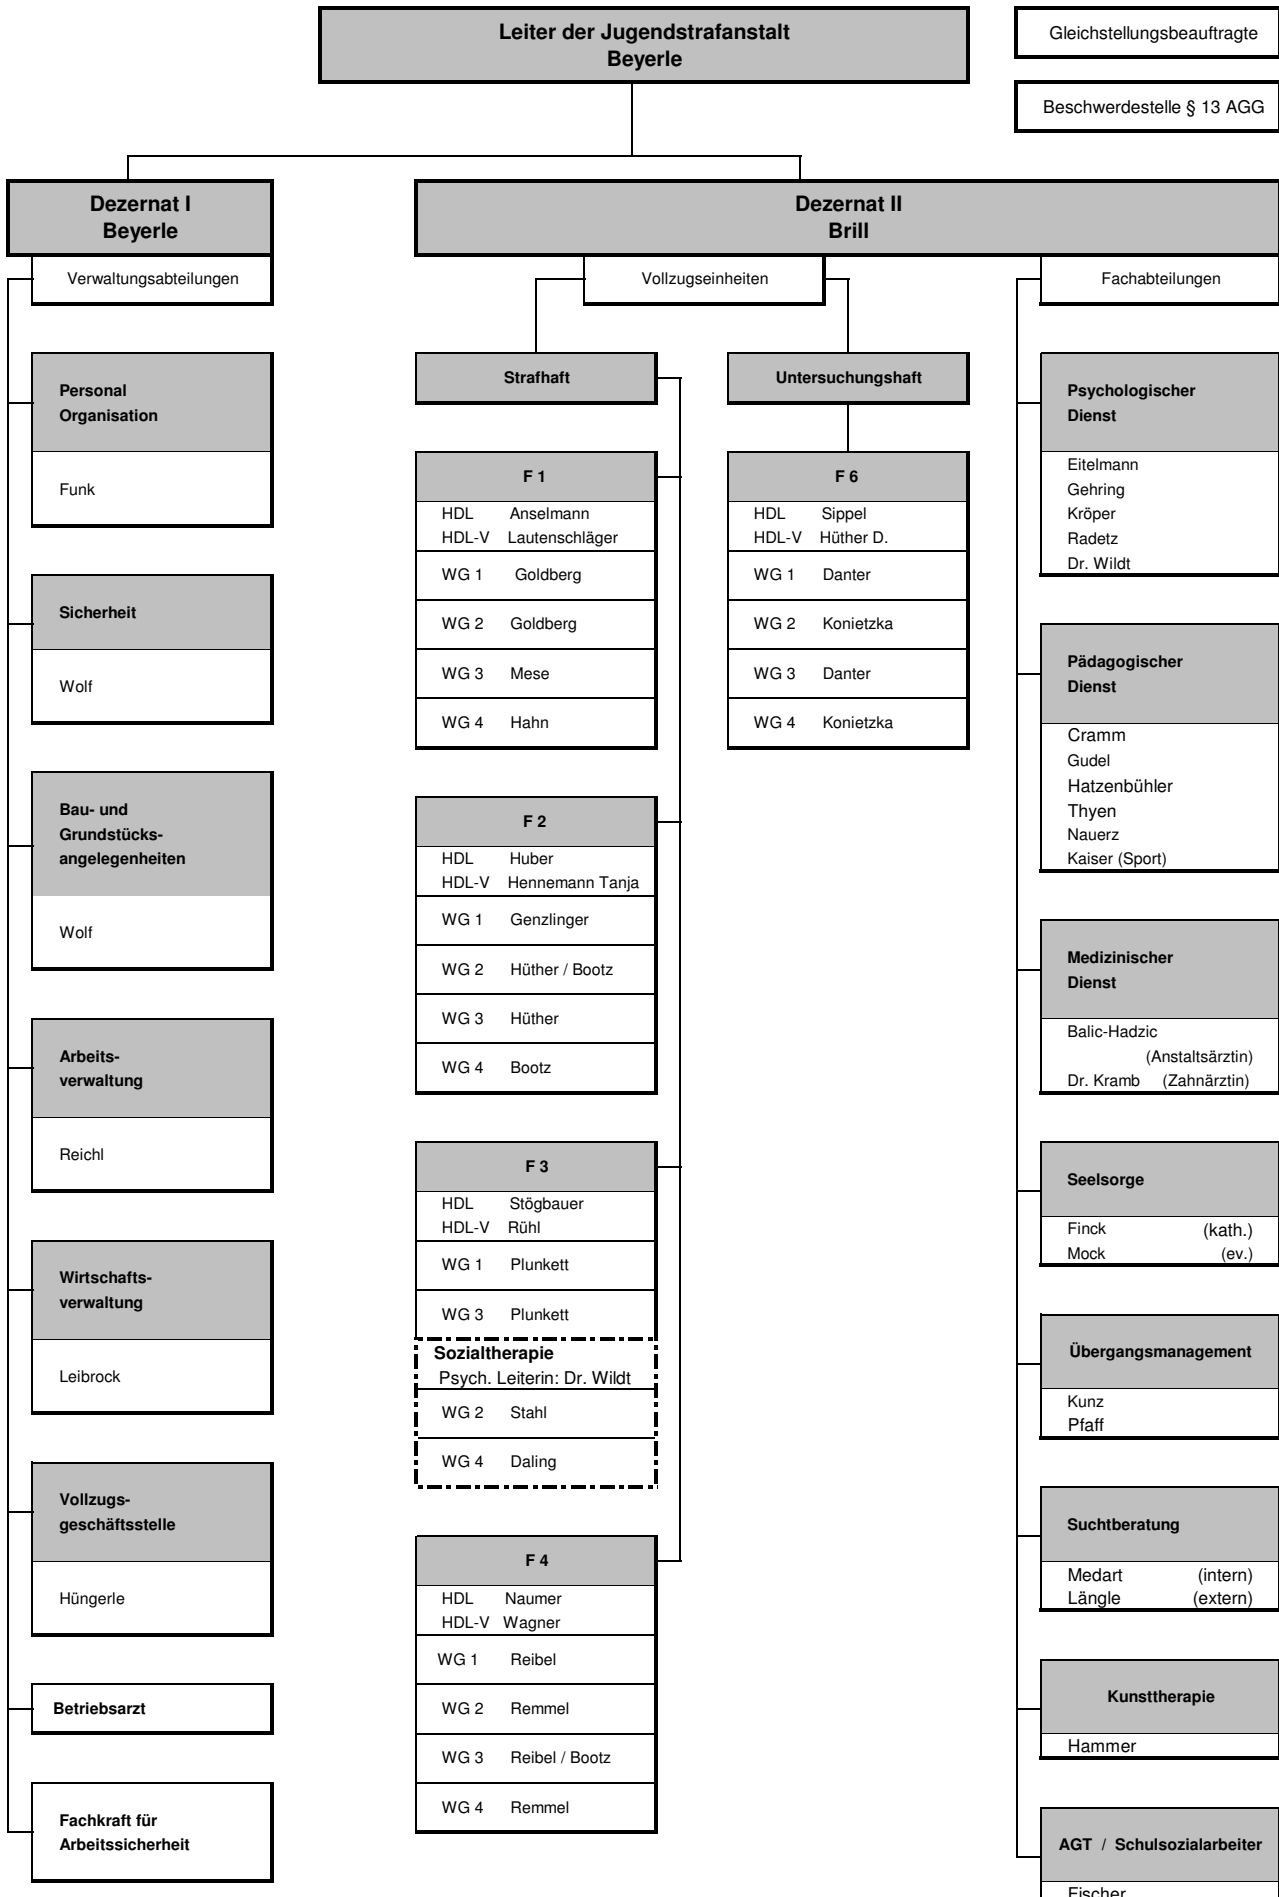 Leiter der Jugendstrafanstalt
Beyerle
Gleichstellungsbeauftragte
Beschwerdestelle § 13 AGG
Dezernat I
Beyerle
Verwaltungsabteilungen
Personal
Organisation
Funk
Sicherheit
Wolf
Bau- und
Grundstücks-
angelegenheiten
Wolf
Arbeits-
verwaltung
Reichl
Wirtschafts-
verwaltung
Leibrock
Vollzugs-
geschäftsstelle
Hüngerle
Betriebsarzt
Fachkraft für
Arbeitssicherheit
Dezernat II
Brill
Vollzugseinheiten
Strafhaft
F 1
HDL Anselmann
HDL-V Lautenschläger
WG 1 Goldberg
WG 2 Goldberg
WG 3 Mese
WG 4 Hahn
F 2
HDL Huber
HDL-V Hennemann Tanja
WG 1 Genzlinger
WG 2 Hüther / Bootz
WG 3 Hüther
WG 4 Bootz
F 3
HDL Stögbauer
HDL-V Rühl
WG 1 Plunkett
WG 3 Plunkett
Sozialtherapie
Psych. Leiterin: Dr. Wildt
WG 2 Stahl
WG 4 Daling
F 4
HDL Naumer
HDL-V Wagner
WG 1 Reibel
WG 2 Remmel
WG 3 Reibel / Bootz
WG 4 Remmel
Untersuchungshaft
F 6
HDL Sippel
HDL-V Hüther D.
WG 1 Danter
WG 2 Konietzka
WG 3 Danter
WG 4 Konietzka
Fachabteilungen
Psychologischer
Dienst
Eitelmann
Gehring
Kröper
Radetz
Dr. Wildt
Pädagogischer
Dienst
Cramm
Gudel
Hatzenbühler
Thyen
Nauerz
Kaiser (Sport)
Medizinischer
Dienst
Balic-Hadzic
(Anstaltsärztin)
Dr. Kramb (Zahnärztin)
Seelsorge
Finck (kath.)
Mock (ev.)
Übergangsmanagement
Kunz
Pfaff
Suchtberatung
Medart (intern)
Längle (extern)
Kunsttherapie
Hammer
AGT / Schulsozialarbeiter
Fischer